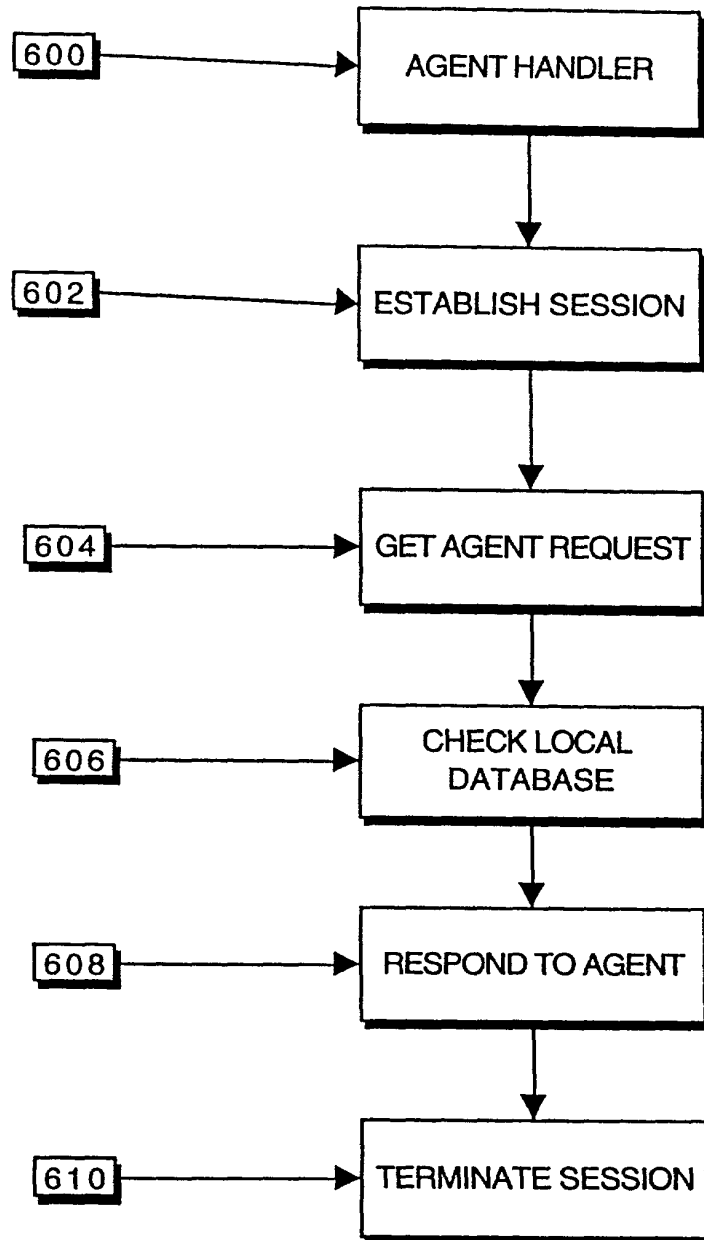 600
AGENT HANDLER
602
ESTABLISH SESSION
604
GET AGENT REQUEST
606
CHECK LOCAL
DATABASE
608
RESPOND TO AGENT
610
TERMINATE SESSION